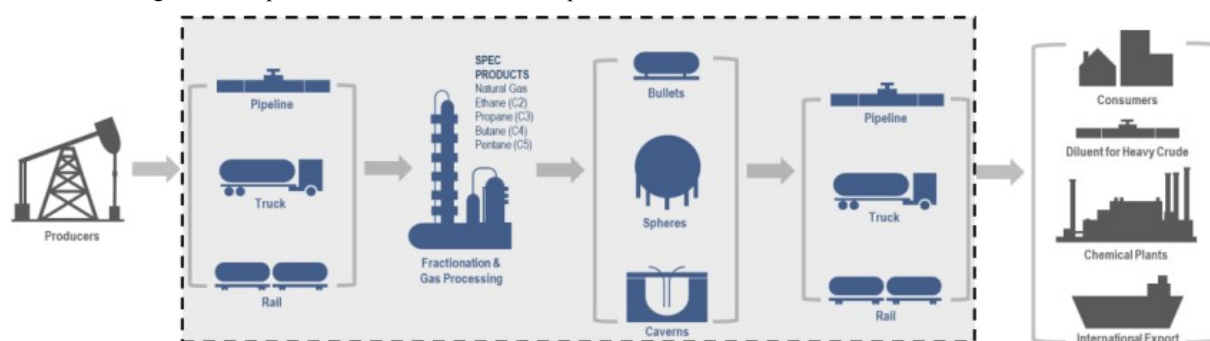 Producers
Pipeline
Truck
Rail
SPEC
PRODUCTS
Natural Gas
Ethane (C2)
Propane (C3)
Butane (C4)
Pentane (C5)
Fractionation &
Gas Processing
Bullets
Spheres
Caverns
Pipeline
Truck
Rail
Consumers
Diluent for Heavy Crude
Chemical Plants
International Export